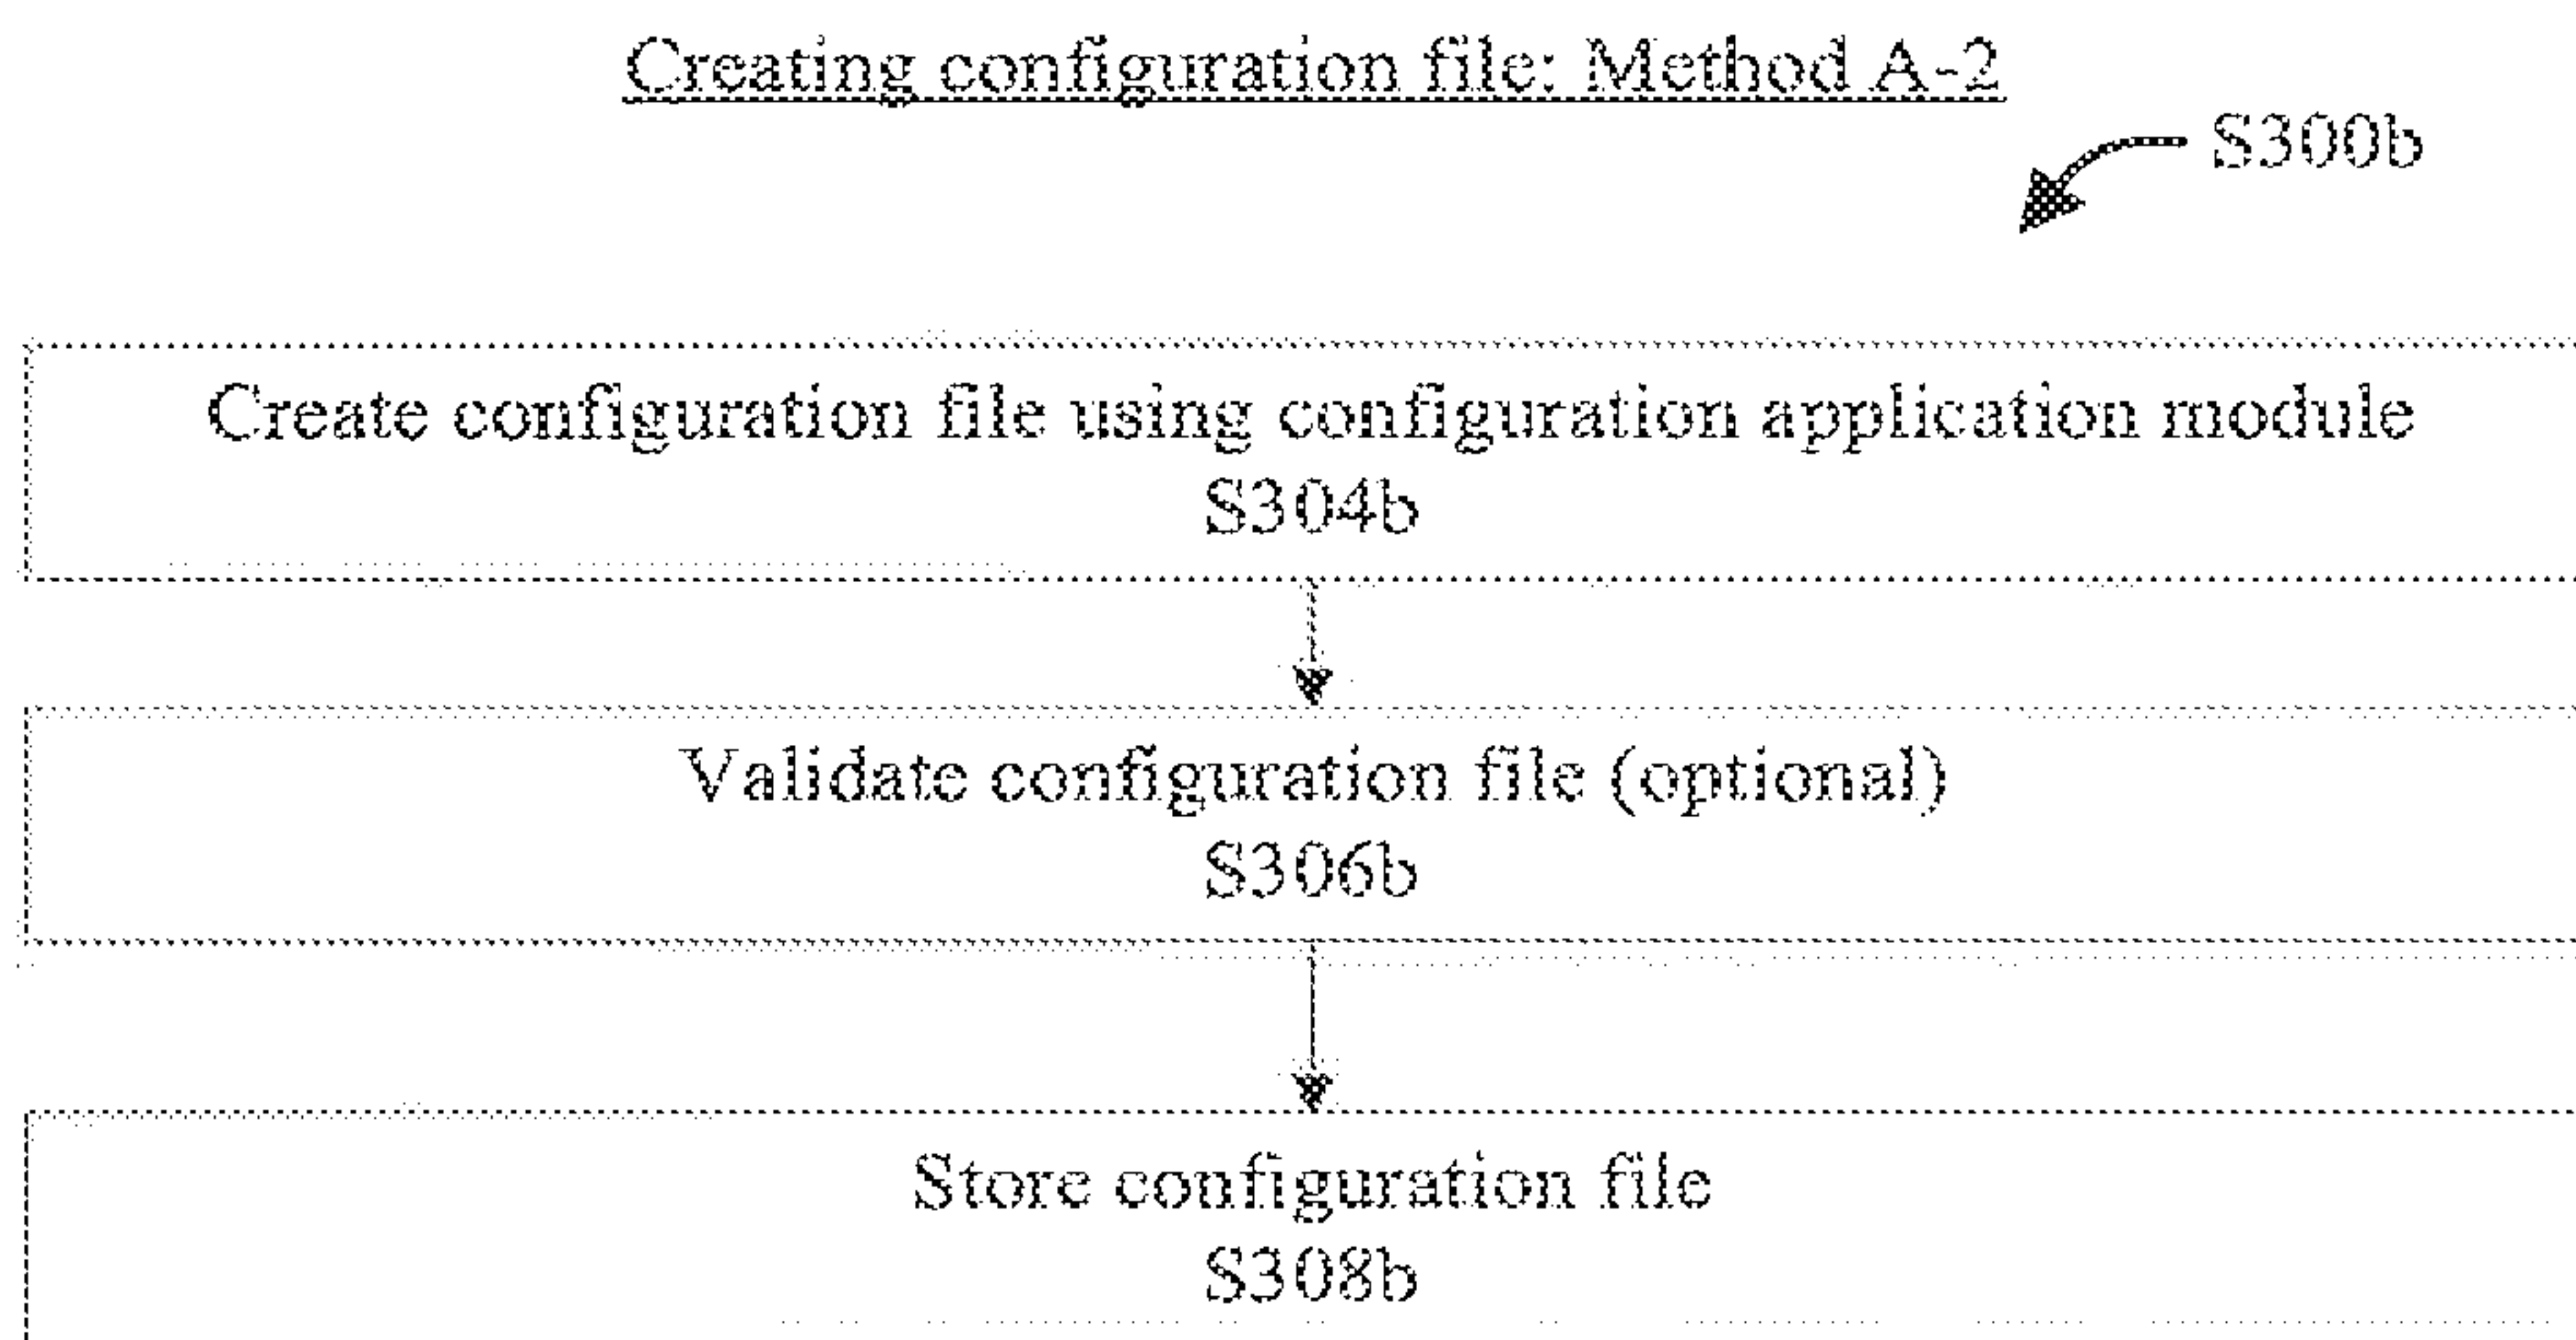 Creating configuration file: Method A-2
S300b
Create configuration file using configuration application module
S304b
Validate configuration file (optional)
S306b
Store configuration file
S308b